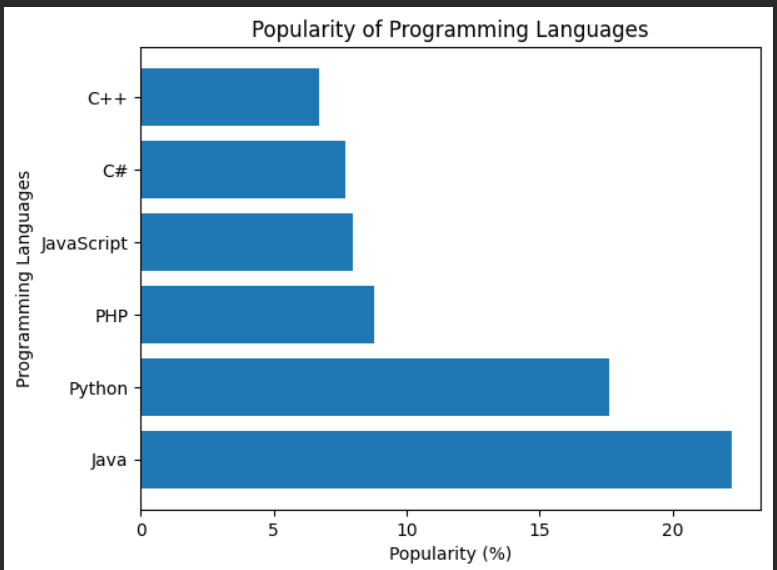 Popularity of Programming Languages
Programming Languages
C++
C#
JavaScript
PHP
Python
Java
0 5 10 15 20
Popularity (%)